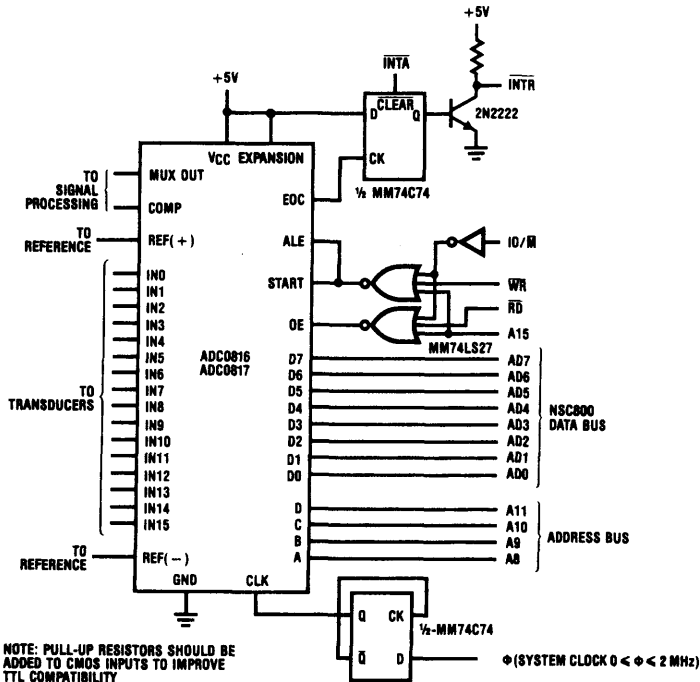 +5V
INTA
INTR
+5V
CLEAR
D
Q
2N2222
CK
½ MM74C74
VCC EXPANSION
TO
SIGNAL
PROCESSING
MUX OUT
COMP
EOC
TO
REFERENCE
REF(+)
ALE
IO/M
START
WR
RD
OE
A15
MM74LS27
ADC0816
ADC0817
TO
TRANSDUCERS
IN0
IN1
IN2
IN3
IN4
IN5
IN6
IN7
IN8
IN9
IN10
IN11
IN12
IN13
IN14
IN15
D7
D6
D5
D4
D3
D2
D1
D0
AD7
AD6
AD5
AD4
AD3
AD2
AD1
AD0
NSC800
DATA BUS
D
C
B
A
A11
A10
A9
A8
ADDRESS BUS
TO
REFERENCE
REF(−)
GND
CLK
Q
CK
Q
D
½-MM74C74
Φ(SYSTEM CLOCK 0 < Φ < 2 MHz)
NOTE: PULL-UP RESISTORS SHOULD BE
ADDED TO CMOS INPUTS TO IMPROVE
TTL COMPATIBILITY